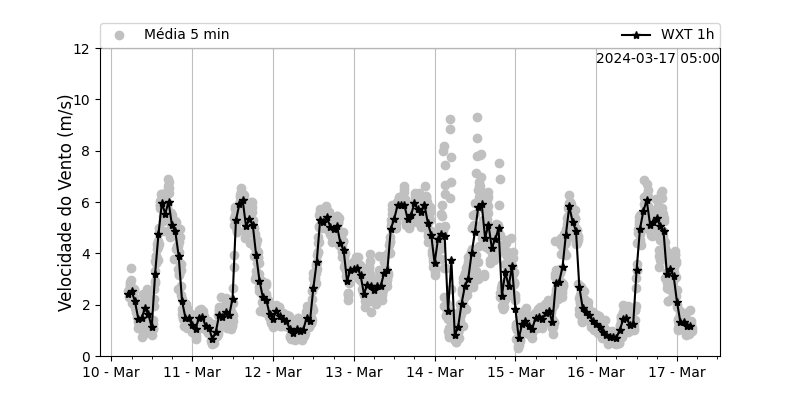 Média 5 min
WXT 1h
2024-03-17 05:00
Velocidade do Vento (m/s)
12
10
8
6
4
2
0
10 - Mar
11 - Mar
12 - Mar
13 - Mar
14 - Mar
15 - Mar
16 - Mar
17 - Mar